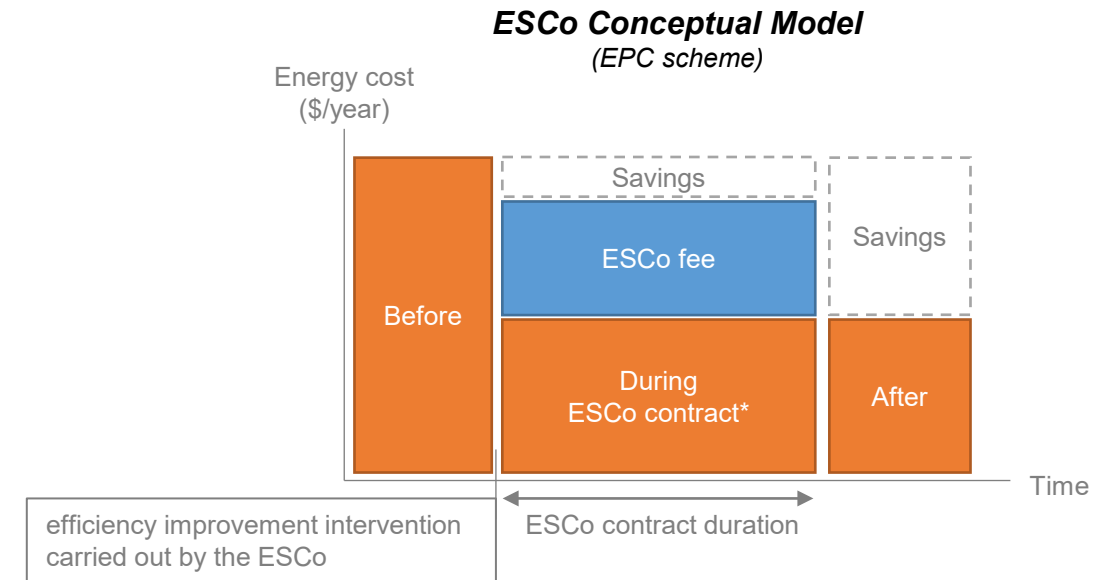 ESCo Conceptual Model
(EPC scheme)
Energy cost
($/year)
Before
Savings
ESCo fee
During
ESCo contract*
Savings
After
Time
efficiency improvement intervention
carried out by the ESCo
ESCo contract duration